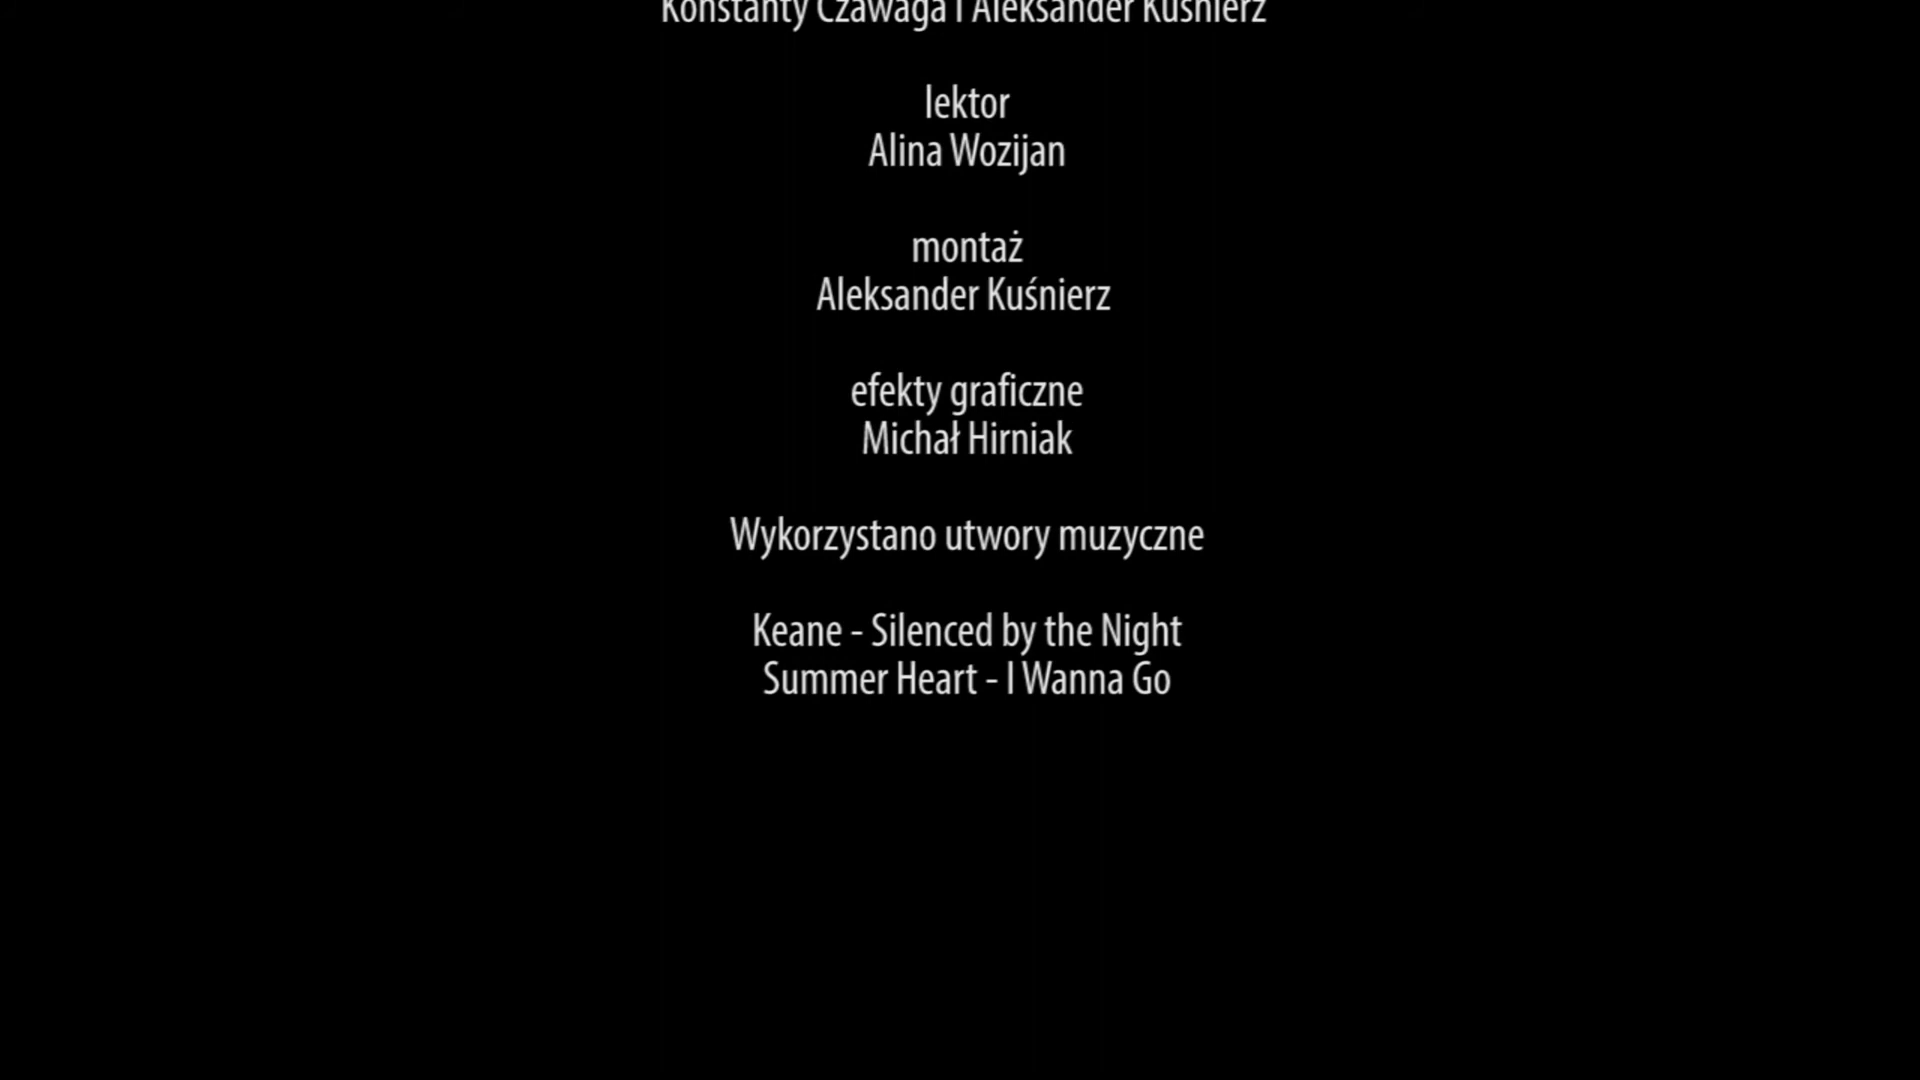 Konstanty Czawaga i Aleksander Kuśnierz
lektor
Alina Wozijan
montaż
Aleksander Kuśnierz
efekty graficzne
Michał Hirniak
Wykorzystano utwory muzyczne
Keane - Silenced by the Night
Summer Heart - I Wanna Go